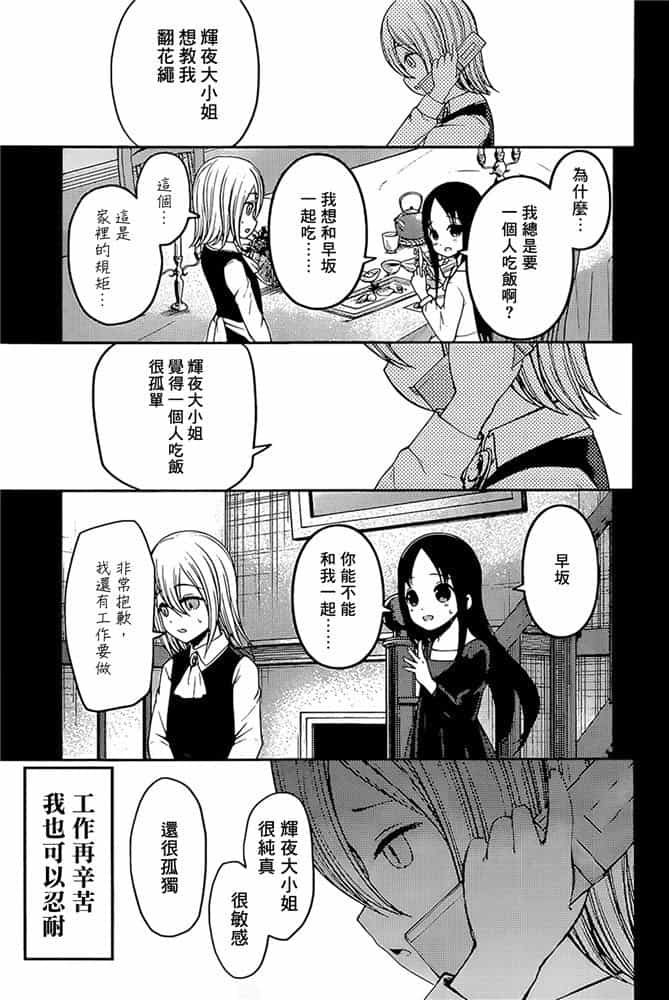 輝夜大小姐
想教我
翻花繩
為什麼…
我總是要
一個人吃飯啊?
我想和早坂
一起吃…
這個…
這是
家裡的規矩…
輝夜大小姐
覺得一個人吃飯
很孤單
早坂
你能不能
和我一起……
非常抱歉，
我還有工作要做
輝夜大小姐
很純真
很敏感
還很孤獨
工作再辛苦
我也可以忍耐